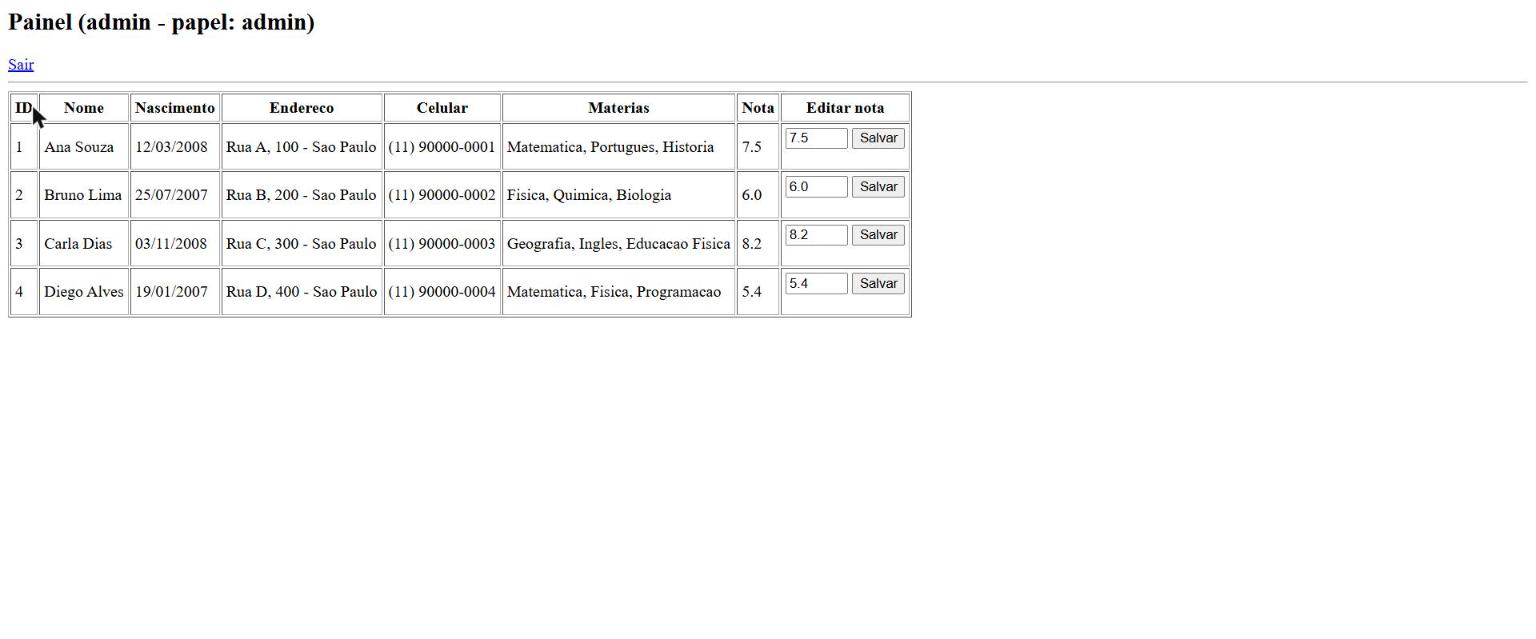 Painel (admin - papel: admin)
Sair
ID Nome Nascimento Endereco Celular Materias Nota Editar nota
1 Ana Souza 12/03/2008 Rua A, 100 - Sao Paulo (11) 90000-0001 Matematica, Portugues, Historia 7.5 7.5 Salvar
2 Bruno Lima 25/07/2007 Rua B, 200 - Sao Paulo (11) 90000-0002 Fisica, Quimica, Biologia 6.0 6.0 Salvar
3 Carla Dias 03/11/2008 Rua C, 300 - Sao Paulo (11) 90000-0003 Geografia, Ingles, Educacao Fisica 8.2 8.2 Salvar
4 Diego Alves 19/01/2007 Rua D, 400 - Sao Paulo (11) 90000-0004 Matematica, Fisica, Programacao 5.4 5.4 Salvar